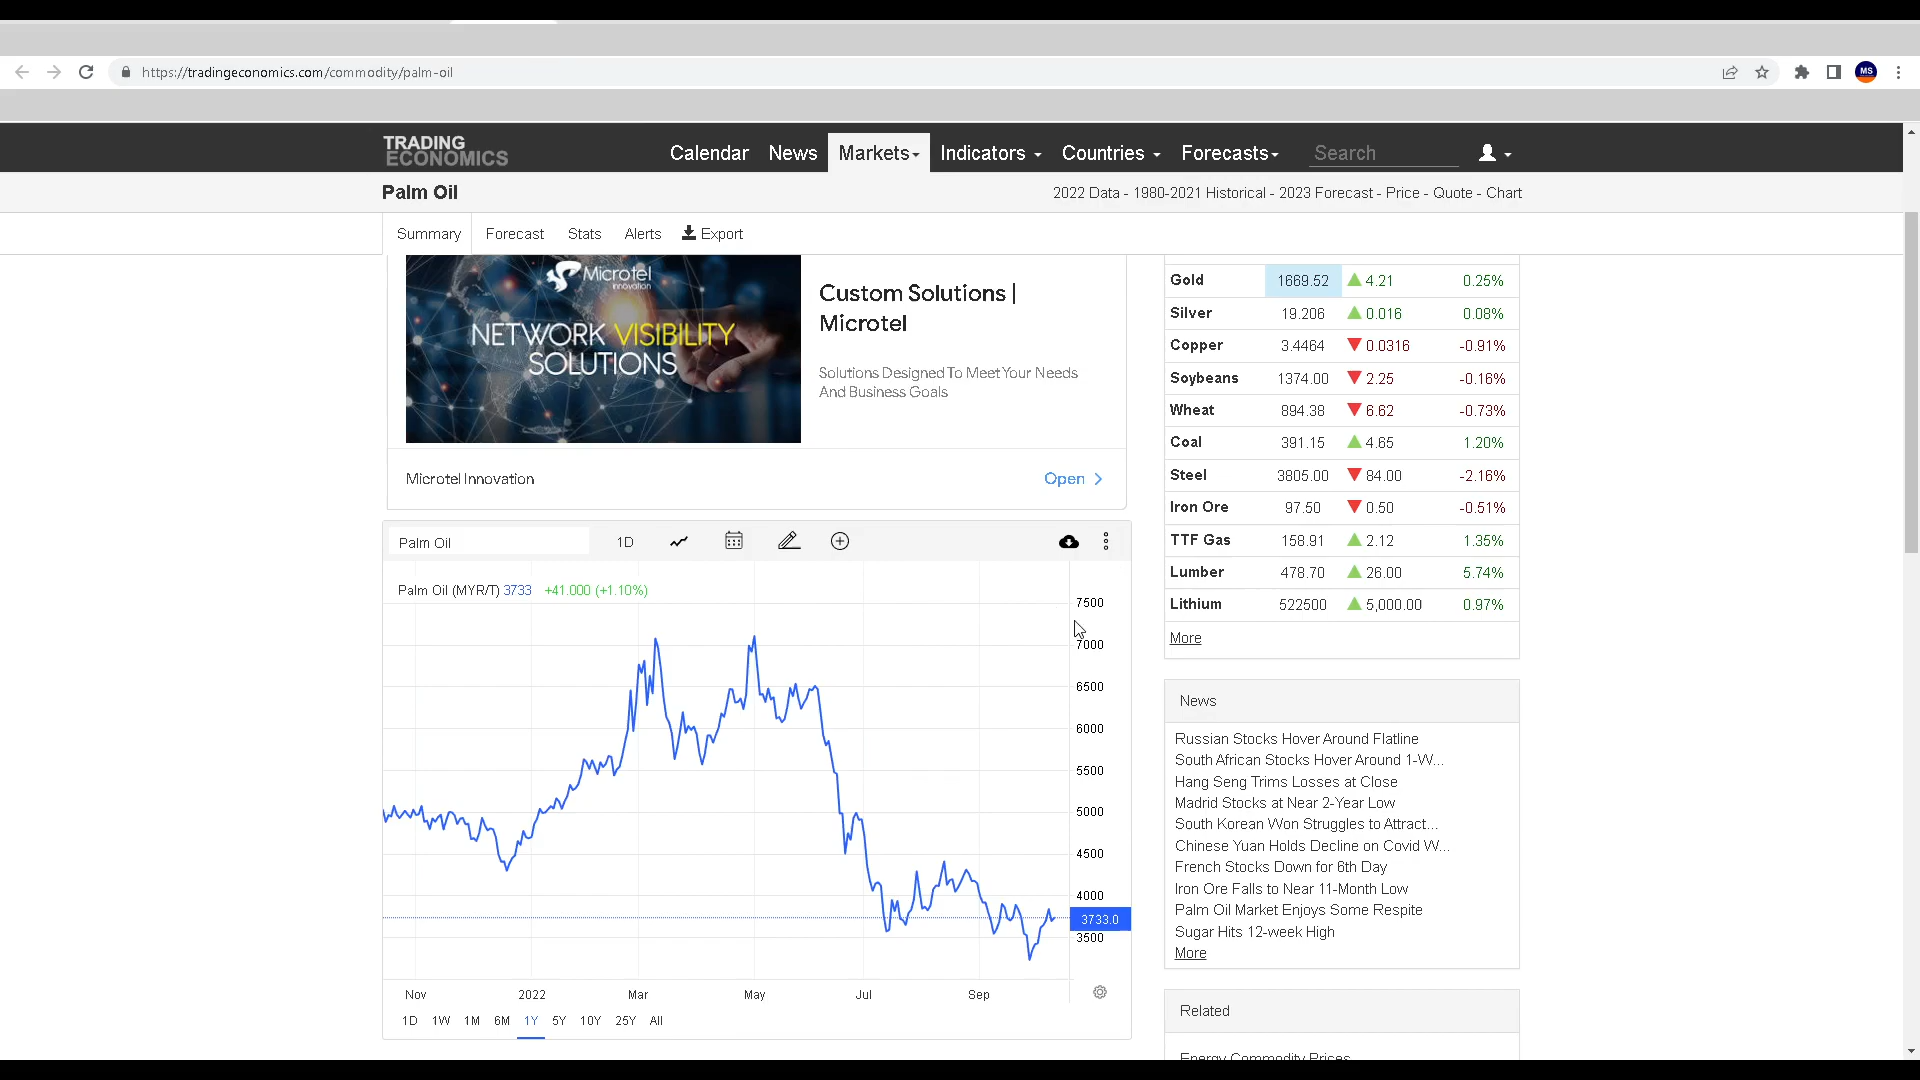 https://tradingeconomics.com/commodity/palm-oil
MS
TRADING
ECONOMICS
Calendar
News
Markets
Indicators
Countries
Forecasts
Search
Palm Oil
2022 Data - 1980-2021 Historical - 2023 Forecast - Price - Quote - Chart
Summary
Forecast
Stats
Alerts
Export
Microtel
innovation
NETWORK VISIBILITY
SOLUTIONS
Custom Solutions |
Microtel
Solutions Designed To Meet Your Needs
And Business Goals
Microtel Innovation
Open
Palm Oil
1D
Palm Oil (MYR/T) 3733 +41.000 (+1.10%)
7500
7000
6500
6000
5500
5000
4500
4000
3733.0
3500
Nov
2022
Mar
May
Jul
Sep
1D 1W 1M 6M 1Y 5Y 10Y 25Y All
Gold 1669.52 4.21 0.25%
Silver 19.206 0.016 0.08%
Copper 3.4464 0.0316 -0.91%
Soybeans 1374.00 2.25 -0.16%
Wheat 894.38 6.62 -0.73%
Coal 391.15 4.65 1.20%
Steel 3805.00 84.00 -2.16%
Iron Ore 97.50 0.50 -0.51%
TTF Gas 158.91 2.12 1.35%
Lumber 478.70 26.00 5.74%
Lithium 522500 5,000.00 0.97%
More
News
Russian Stocks Hover Around Flatline
South African Stocks Hover Around 1-W...
Hang Seng Trims Losses at Close
Madrid Stocks at Near 2-Year Low
South Korean Won Struggles to Attract...
Chinese Yuan Holds Decline on Covid W...
French Stocks Down for 6th Day
Iron Ore Falls to Near 11-Month Low
Palm Oil Market Enjoys Some Respite
Sugar Hits 12-week High
More
Related
Energy Commodity Prices